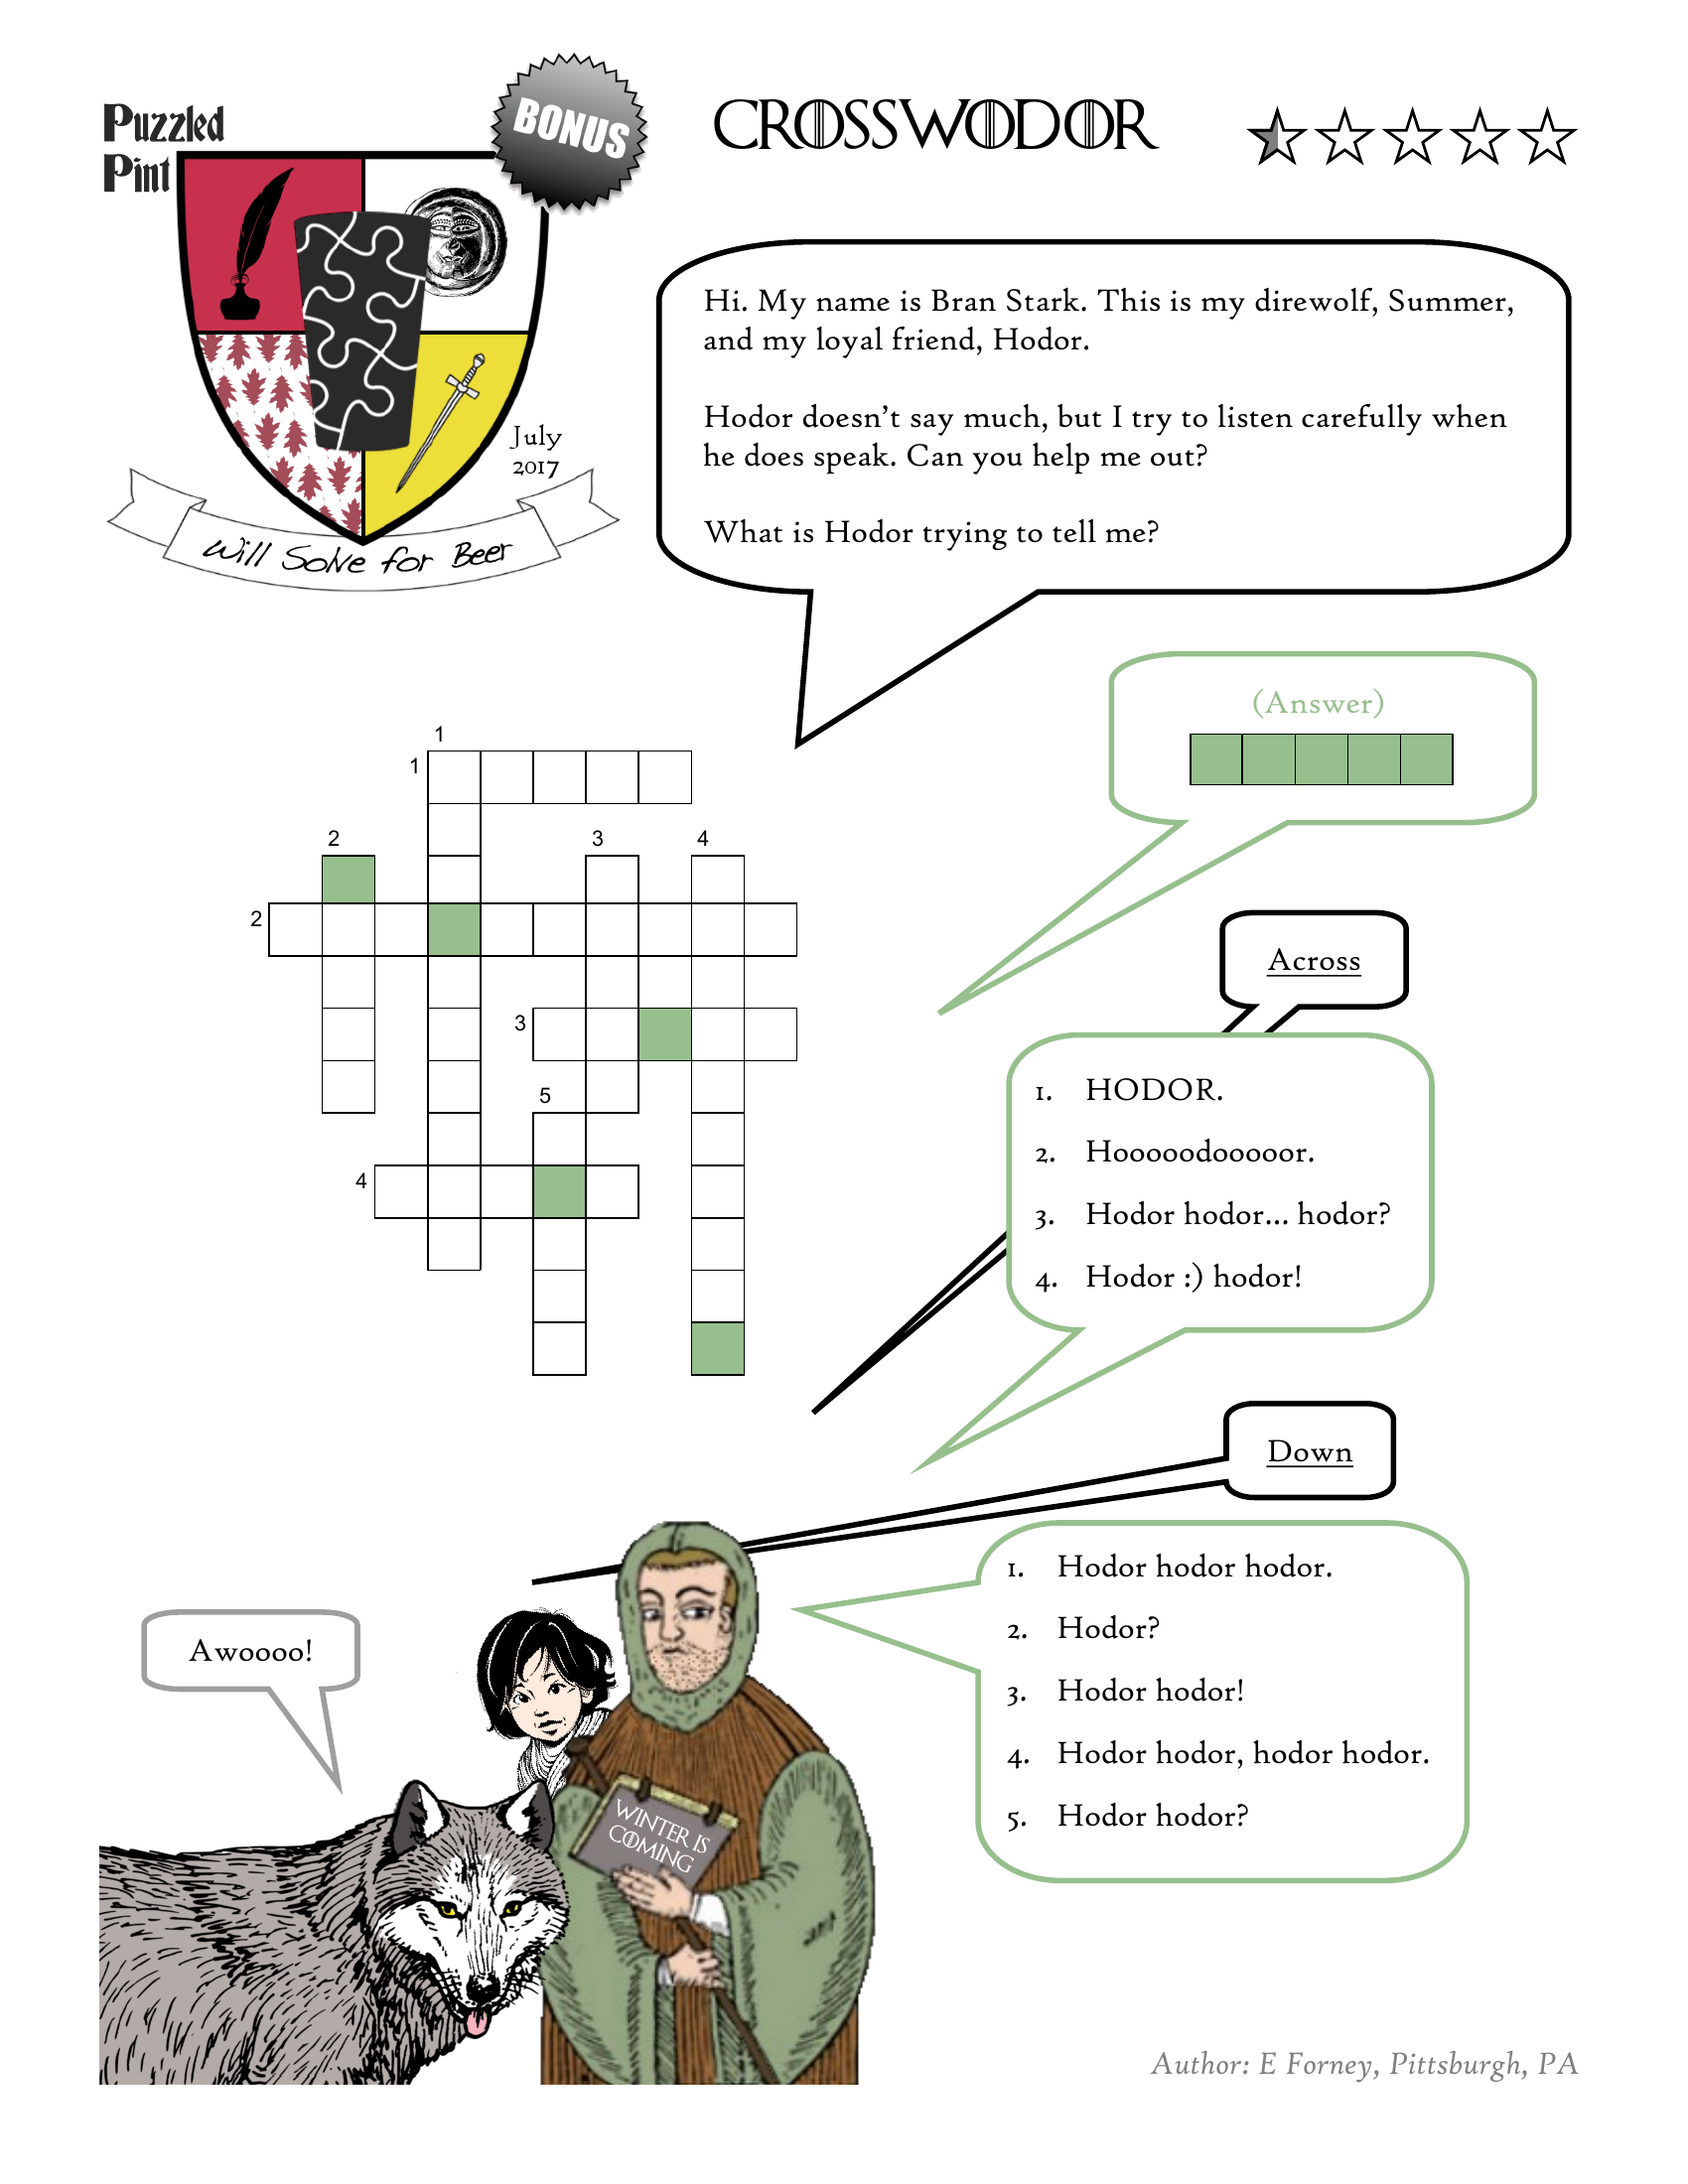 Puzzled
Pint
BONUS
CROSSWODOR
July
2017
Will Solve for Beer
Hi. My name is Bran Stark. This is my direwolf, Summer,
and my loyal friend, Hodor.
Hodor doesn't say much, but I try to listen carefully when
he does speak. Can you help me out?
What is Hodor trying to tell me?
(Answer)
1
1
2
3
4
2
3
5
4
Across
1. HODOR.
2. Hooooodooooor.
3. Hodor hodor... hodor?
4. Hodor :) hodor!
Down
1. Hodor hodor hodor.
2. Hodor?
3. Hodor hodor!
4. Hodor hodor, hodor hodor.
5. Hodor hodor?
Awoooo!
WINTER IS
COMING
Author: E Forney, Pittsburgh, PA